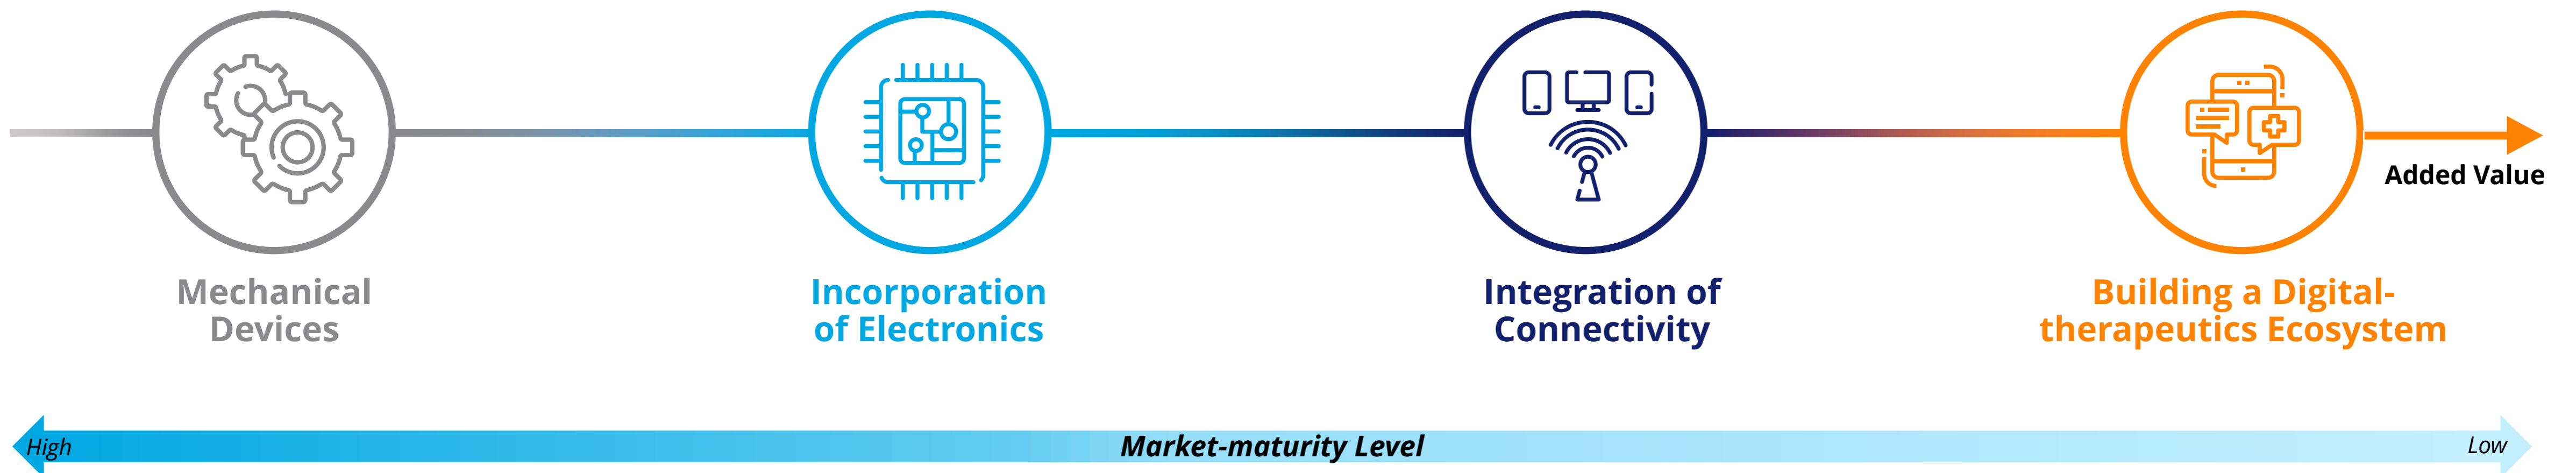 Added Value
Mechanical
Devices
Incorporation
of Electronics
Integration of
Connectivity
Building a Digital-
therapeutics Ecosystem
High
Market-maturity Level
Low